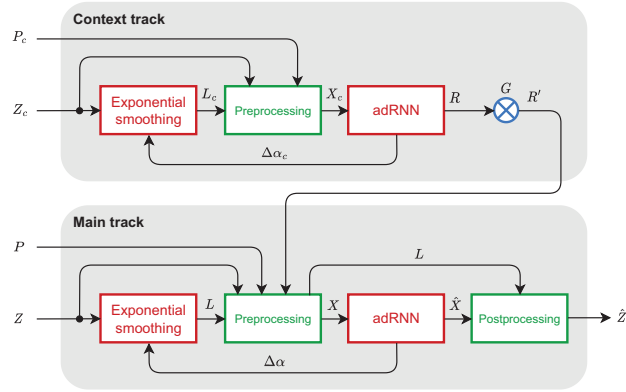 Context track
P_c
Z_c
Exponential
smoothing
L_c
Preprocessing
X_c
adRNN
R
G
R′
Δα_c
Main track
P
L
Z
Exponential
smoothing
L
Preprocessing
X
adRNN
X̂
Postprocessing
Ẑ
Δα